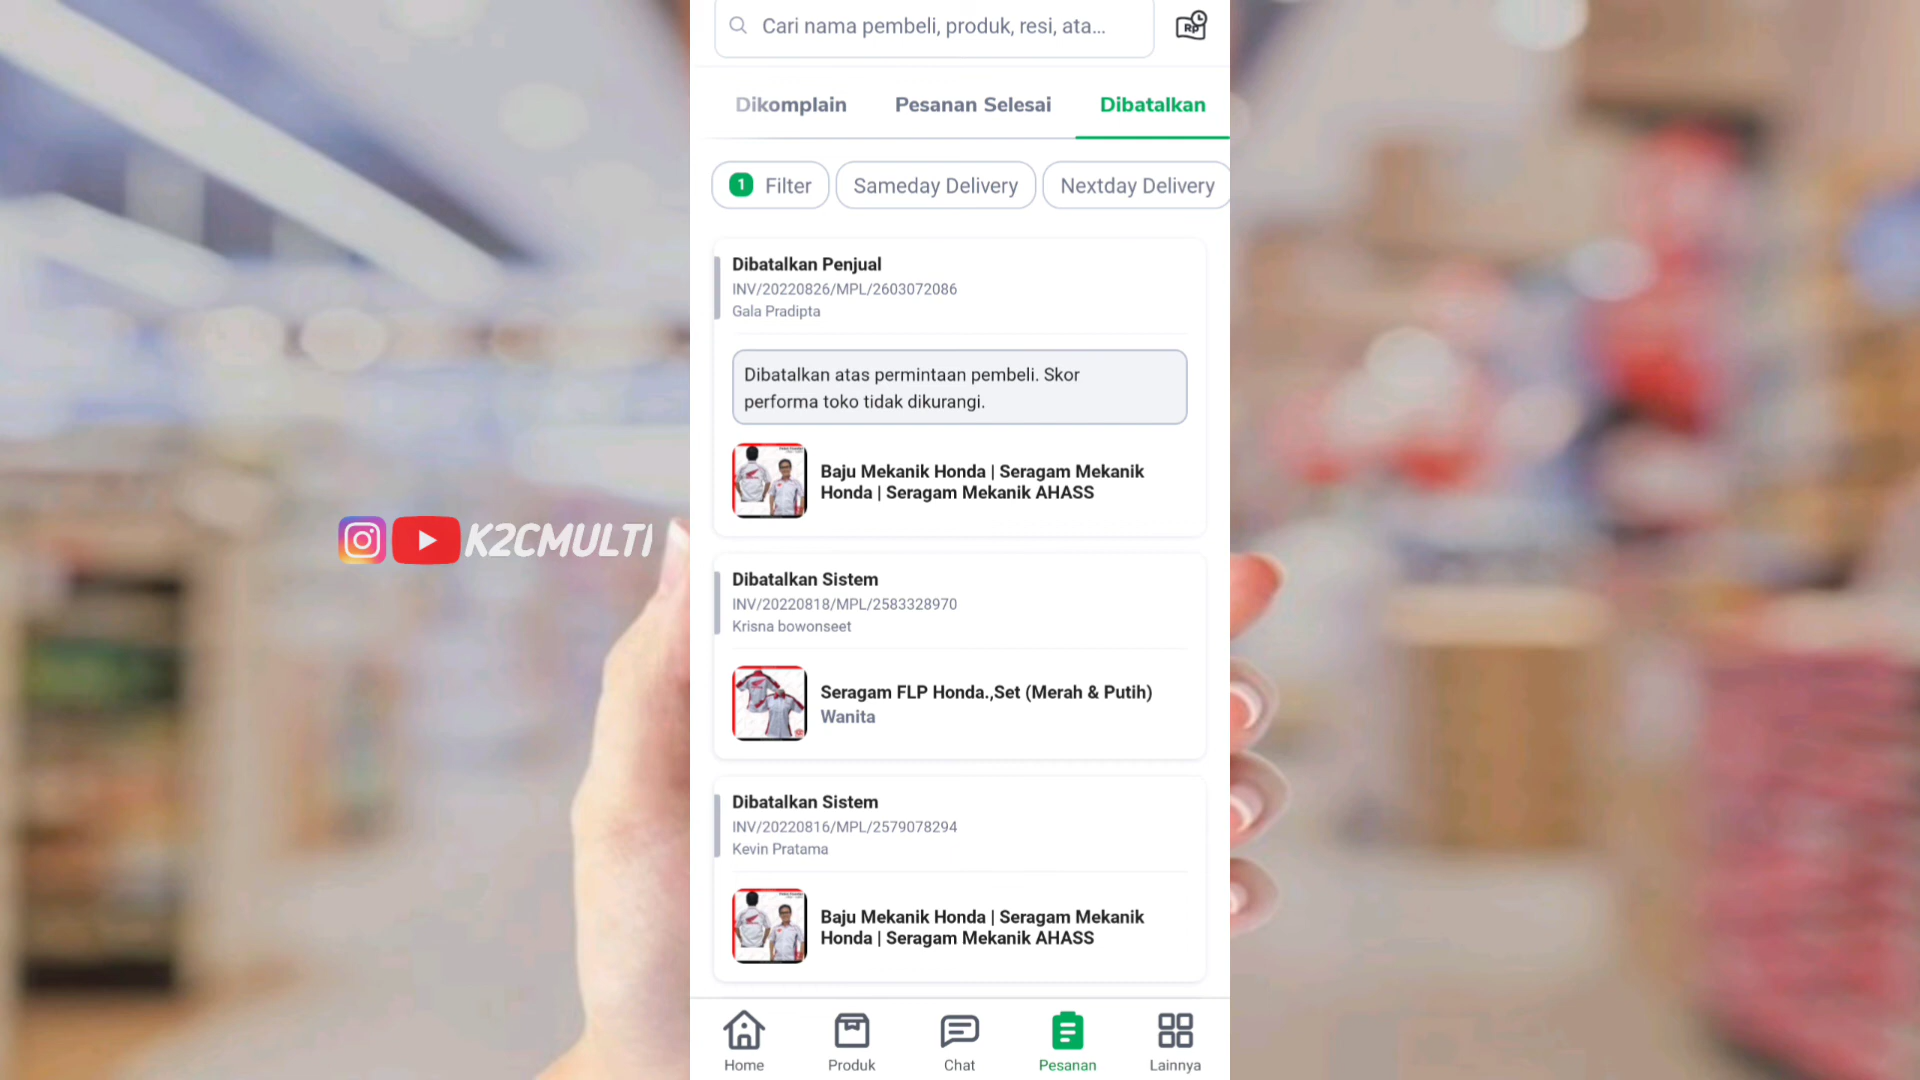 Cari nama pembeli, produk, resi, ata...
Rp
Dikomplain
Pesanan Selesai
Dibatalkan
1 Filter
Sameday Delivery
Nextday Delivery
Dibatalkan Penjual
INV/20220826/MPL/2603072086
Gala Pradipta
Dibatalkan atas permintaan pembeli. Skor
performa toko tidak dikurangi.
Baju Mekanik Honda | Seragam Mekanik
Honda | Seragam Mekanik AHASS
K2CMULTI
Dibatalkan Sistem
INV/20220818/MPL/2583328970
Krisna bowonseet
Seragam FLP Honda.,Set (Merah & Putih)
Wanita
Dibatalkan Sistem
INV/20220816/MPL/2579078294
Kevin Pratama
Baju Mekanik Honda | Seragam Mekanik
Honda | Seragam Mekanik AHASS
Home
Produk
Chat
Pesanan
Lainnya